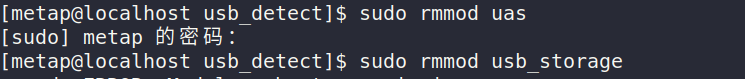 [metap@localhost usb_detect]$ sudo rmmod uas
[sudo] metap 的密码：
[metap@localhost usb_detect]$ sudo rmmod usb_storage